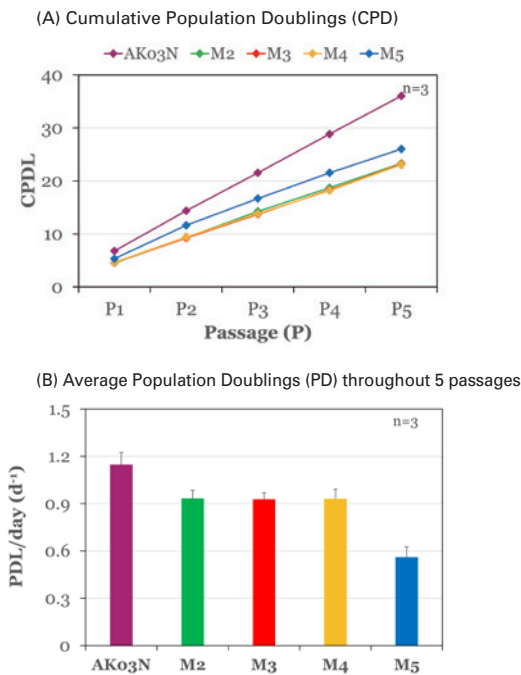 (A) Cumulative Population Doublings (CPD)
AK03N M2 M3 M4 M5
n=3
40
30
20
10
0
CPDL
P1 P2 P3 P4 P5
Passage (P)
(B) Average Population Doublings (PD) throughout 5 passages
n=3
1.5
1.2
0.9
0.6
0.3
0
PDL/day (d⁻¹)
AK03N M2 M3 M4 M5